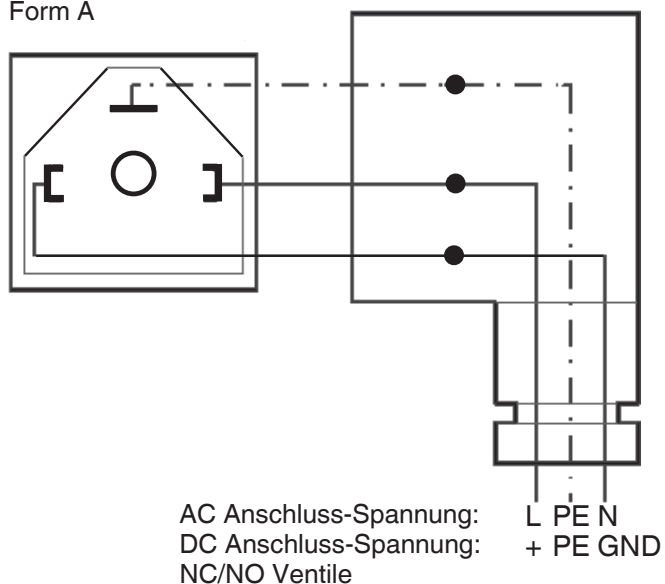 Form A
AC Anschluss-Spannung: L PE N
DC Anschluss-Spannung: + PE GND
NC/NO Ventile